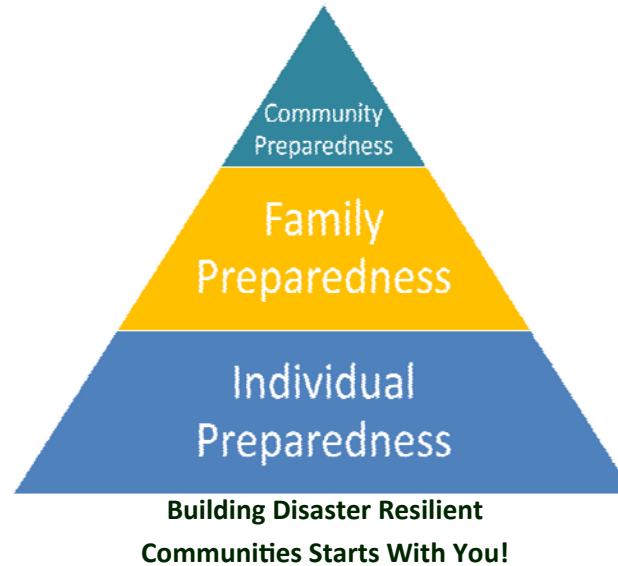 Community
Preparedness
Family
Preparedness
Individual
Preparedness
Building Disaster Resilient
Communities Starts With You!